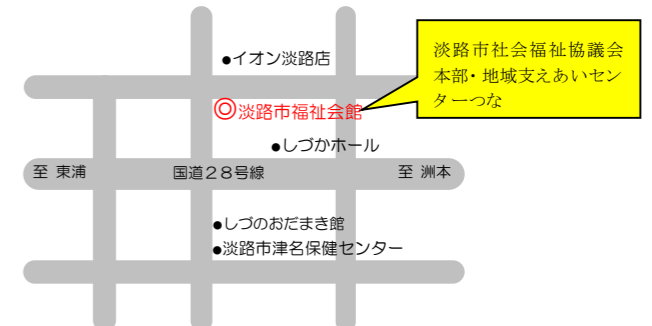 ●イオン淡路店
淡路市社会福祉協議会
本部・地域支えあいセン
ターつな
◎淡路市福祉会館
●しづかホール
至 東浦
国道２８号線
至 洲本
●しづのおだまき館
●淡路市津名保健センター